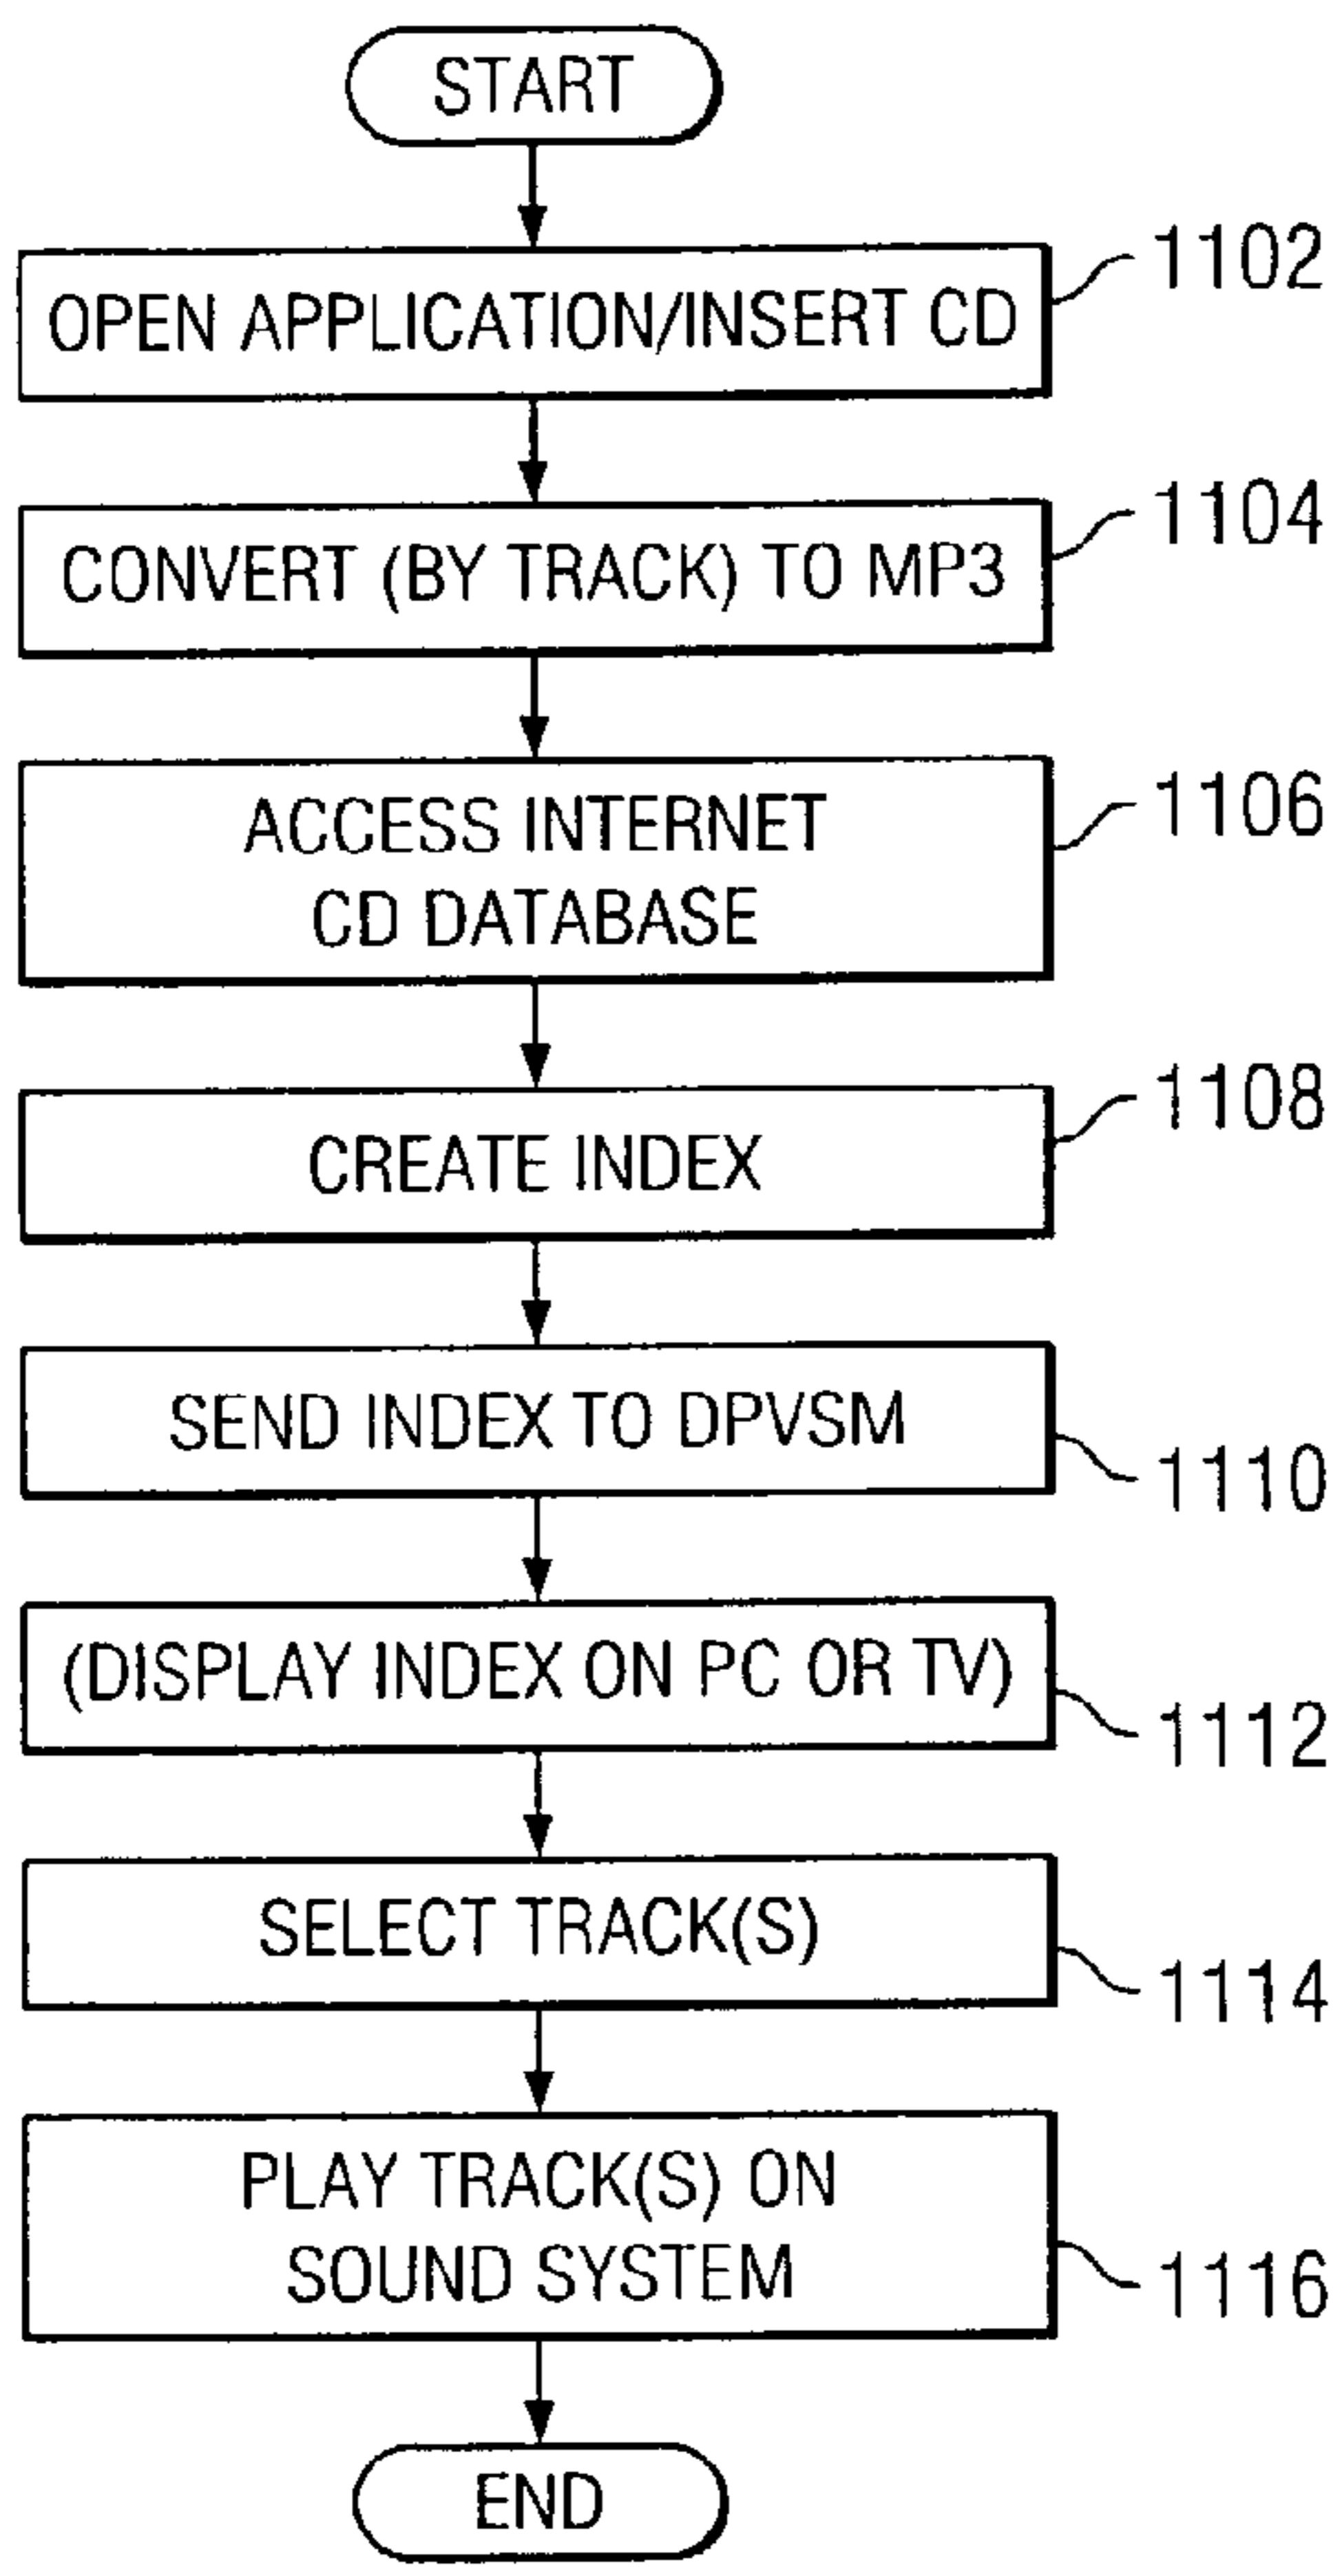 START
OPEN APPLICATION/INSERT CD
1102
CONVERT (BY TRACK) TO MP3
1104
ACCESS INTERNET
CD DATABASE
1106
CREATE INDEX
1108
SEND INDEX TO DPVSM
1110
(DISPLAY INDEX ON PC OR TV)
1112
SELECT TRACK(S)
1114
PLAY TRACK(S) ON
SOUND SYSTEM
1116
END